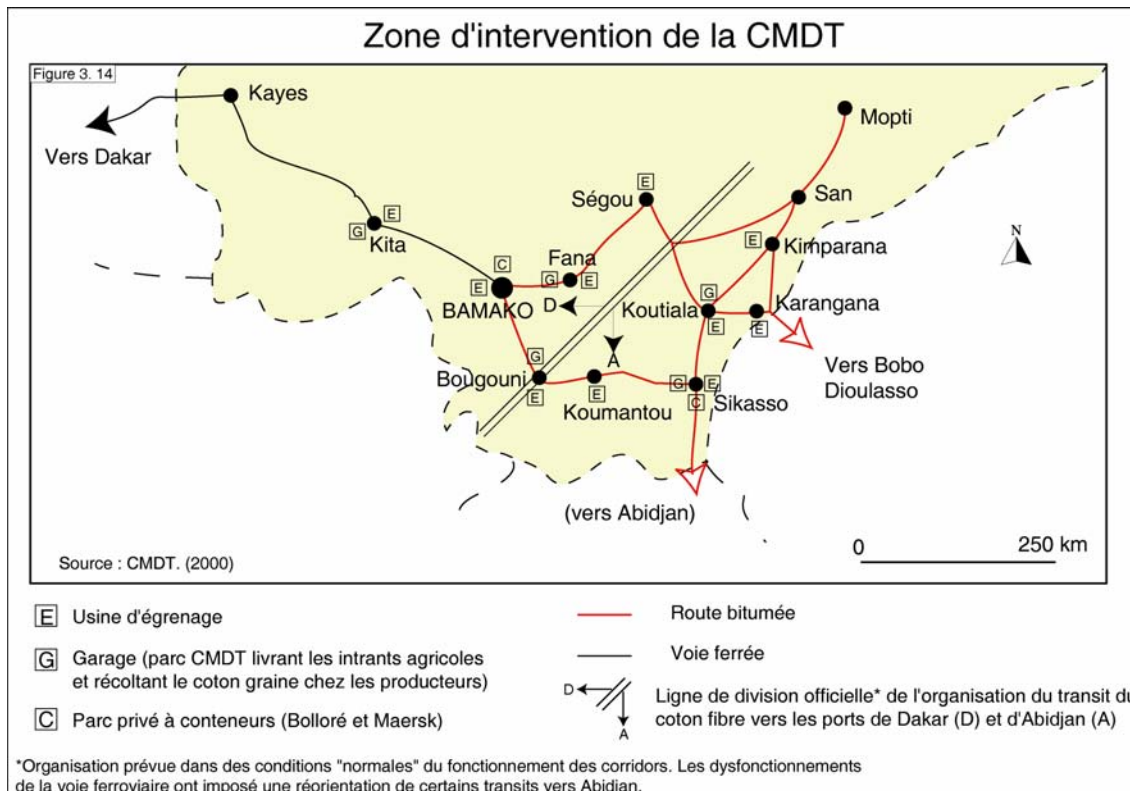 Zone d'intervention de la CMDT
Figure 3. 14
Kayes
Mopti
Vers Dakar
E
Ségou
San
E
G
Kita
E
Kimparana
C
Fana
G
E
E
BAMAKO
D
Koutiala
G
Karangana
E
E
A
G
Bougouni
E
Koumantou
E
G
E
C
Sikasso
Vers Bobo
Dioulasso
N
(vers Abidjan)
0
250 km
Source : CMDT. (2000)
E Usine d'égrenage
G Garage (parc CMDT livrant les intrants agricoles
et récoltant le coton graine chez les producteurs)
C Parc privé à conteneurs (Bolloré et Maersk)
Route bitumée
Voie ferrée
D
A
Ligne de division officielle* de l'organisation du transit du
coton fibre vers les ports de Dakar (D) et d'Abidjan (A)
*Organisation prévue dans des conditions "normales" du fonctionnement des corridors. Les dysfonctionnements
de la voie ferroviaire ont imposé une réorientation de certains transits vers Abidjan.